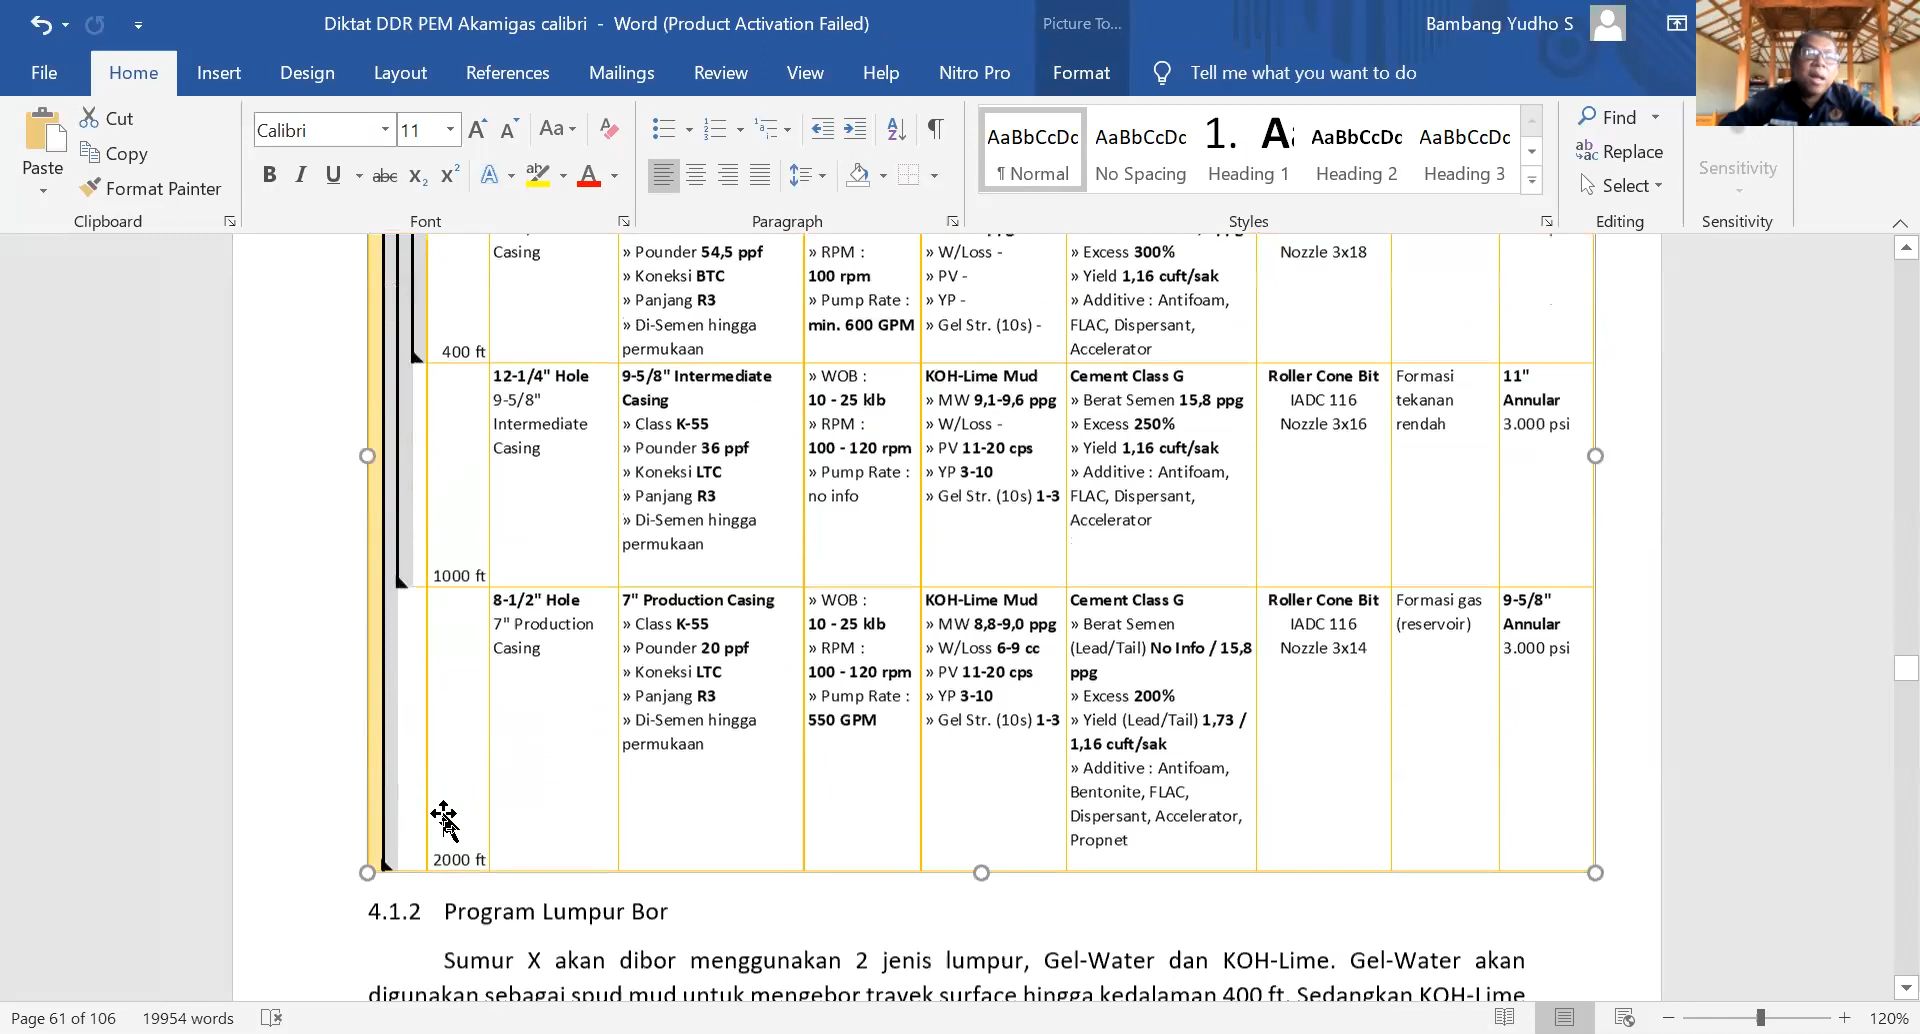 Diktat DDR PEM Akamigas calibri - Word (Product Activation Failed)
Picture To...
Bambang Yudho S
File Home Insert Design Layout References Mailings Review View Help Nitro Pro Format Tell me what you want to do
Paste
Cut
Copy
Format Painter
Clipboard
Calibri 11
Font
Paragraph
AaBbCcDc AaBbCcDc 1. AaBbCcDc AaBbCcDc
¶ Normal No Spacing Heading 1 Heading 2 Heading 3
Styles
Find
Replace
Select
Editing
Sensitivity
Sensitivity
400 ft
Casing
» Pounder 54,5 ppf
» Koneksi BTC
» Panjang R3
» Di-Semen hingga
permukaan
» RPM :
100 rpm
» Pump Rate :
min. 600 GPM
» W/Loss -
» PV -
» YP -
» Gel Str. (10s) -
» Excess 300%
» Yield 1,16 cuft/sak
» Additive : Antifoam,
FLAC, Dispersant,
Accelerator
Nozzle 3x18
1000 ft
12-1/4" Hole
9-5/8"
Intermediate
Casing
9-5/8" Intermediate
Casing
» Class K-55
» Pounder 36 ppf
» Koneksi LTC
» Panjang R3
» Di-Semen hingga
permukaan
» WOB :
10 - 25 klb
» RPM :
100 - 120 rpm
» Pump Rate :
no info
KOH-Lime Mud
» MW 9,1-9,6 ppg
» W/Loss -
» PV 11-20 cps
» YP 3-10
» Gel Str. (10s) 1-3
Cement Class G
» Berat Semen 15,8 ppg
» Excess 250%
» Yield 1,16 cuft/sak
» Additive : Antifoam,
FLAC, Dispersant,
Accelerator
Roller Cone Bit
IADC 116
Nozzle 3x16
Formasi
tekanan
rendah
11"
Annular
3.000 psi
2000 ft
8-1/2" Hole
7" Production
Casing
7" Production Casing
» Class K-55
» Pounder 20 ppf
» Koneksi LTC
» Panjang R3
» Di-Semen hingga
permukaan
» WOB :
10 - 25 klb
» RPM :
100 - 120 rpm
» Pump Rate :
550 GPM
KOH-Lime Mud
» MW 8,8-9,0 ppg
» W/Loss 6-9 cc
» PV 11-20 cps
» YP 3-10
» Gel Str. (10s) 1-3
Cement Class G
» Berat Semen
(Lead/Tail) No Info / 15,8
ppg
» Excess 200%
» Yield (Lead/Tail) 1,73 /
1,16 cuft/sak
» Additive : Antifoam,
Bentonite, FLAC,
Dispersant, Accelerator,
Propnet
Roller Cone Bit
IADC 116
Nozzle 3x14
Formasi gas
(reservoir)
9-5/8"
Annular
3.000 psi
4.1.2 Program Lumpur Bor
Sumur X akan dibor menggunakan 2 jenis lumpur, Gel-Water dan KOH-Lime. Gel-Water akan
digunakan sebagai spud mud untuk mengebor trayek surface hingga kedalaman 400 ft. Sedangkan KOH-Lime
Page 61 of 106 19954 words 120%